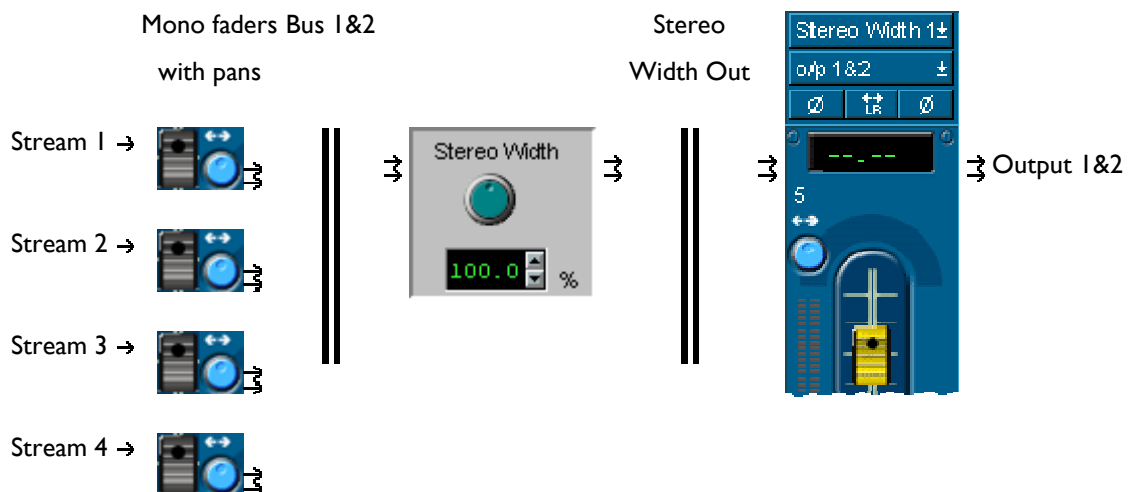 Mono faders Bus 1&2
with pans
Stereo
Width Out
Stereo Width 1
o/p 1&2
Ø LR Ø
Stream 1
Stereo Width
--.--
Output 1&2
5
Stream 2
100.0 %
Stream 3
Stream 4